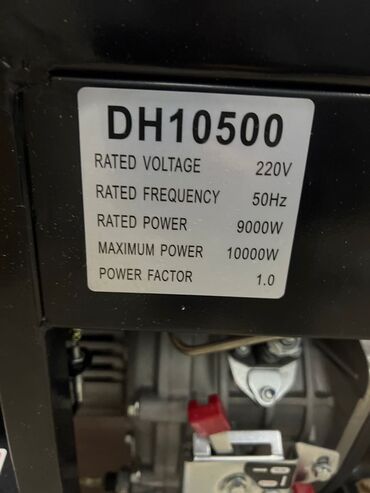 DH10500
RATED VOLTAGE 220V
RATED FREQUENCY 50Hz
RATED POWER 9000W
MAXIMUM POWER 10000W
POWER FACTOR 1.0